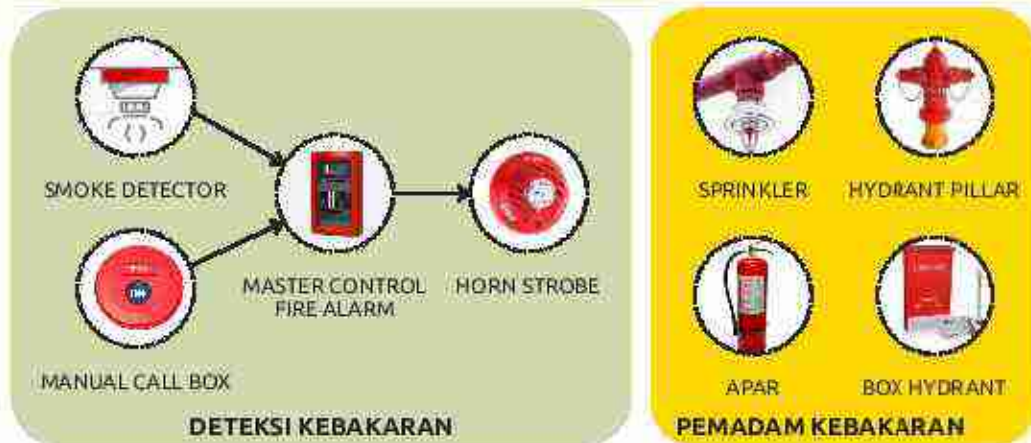 SMOKE DETECTOR
MANUAL CALL BOX
MASTER CONTROL
FIRE ALARM
HORN STROBE
DETEKSI KEBAKARAN
SPRINKLER
HYDRANT PILLAR
APAR
BOX HYDRANT
PEMADAM KEBAKARAN